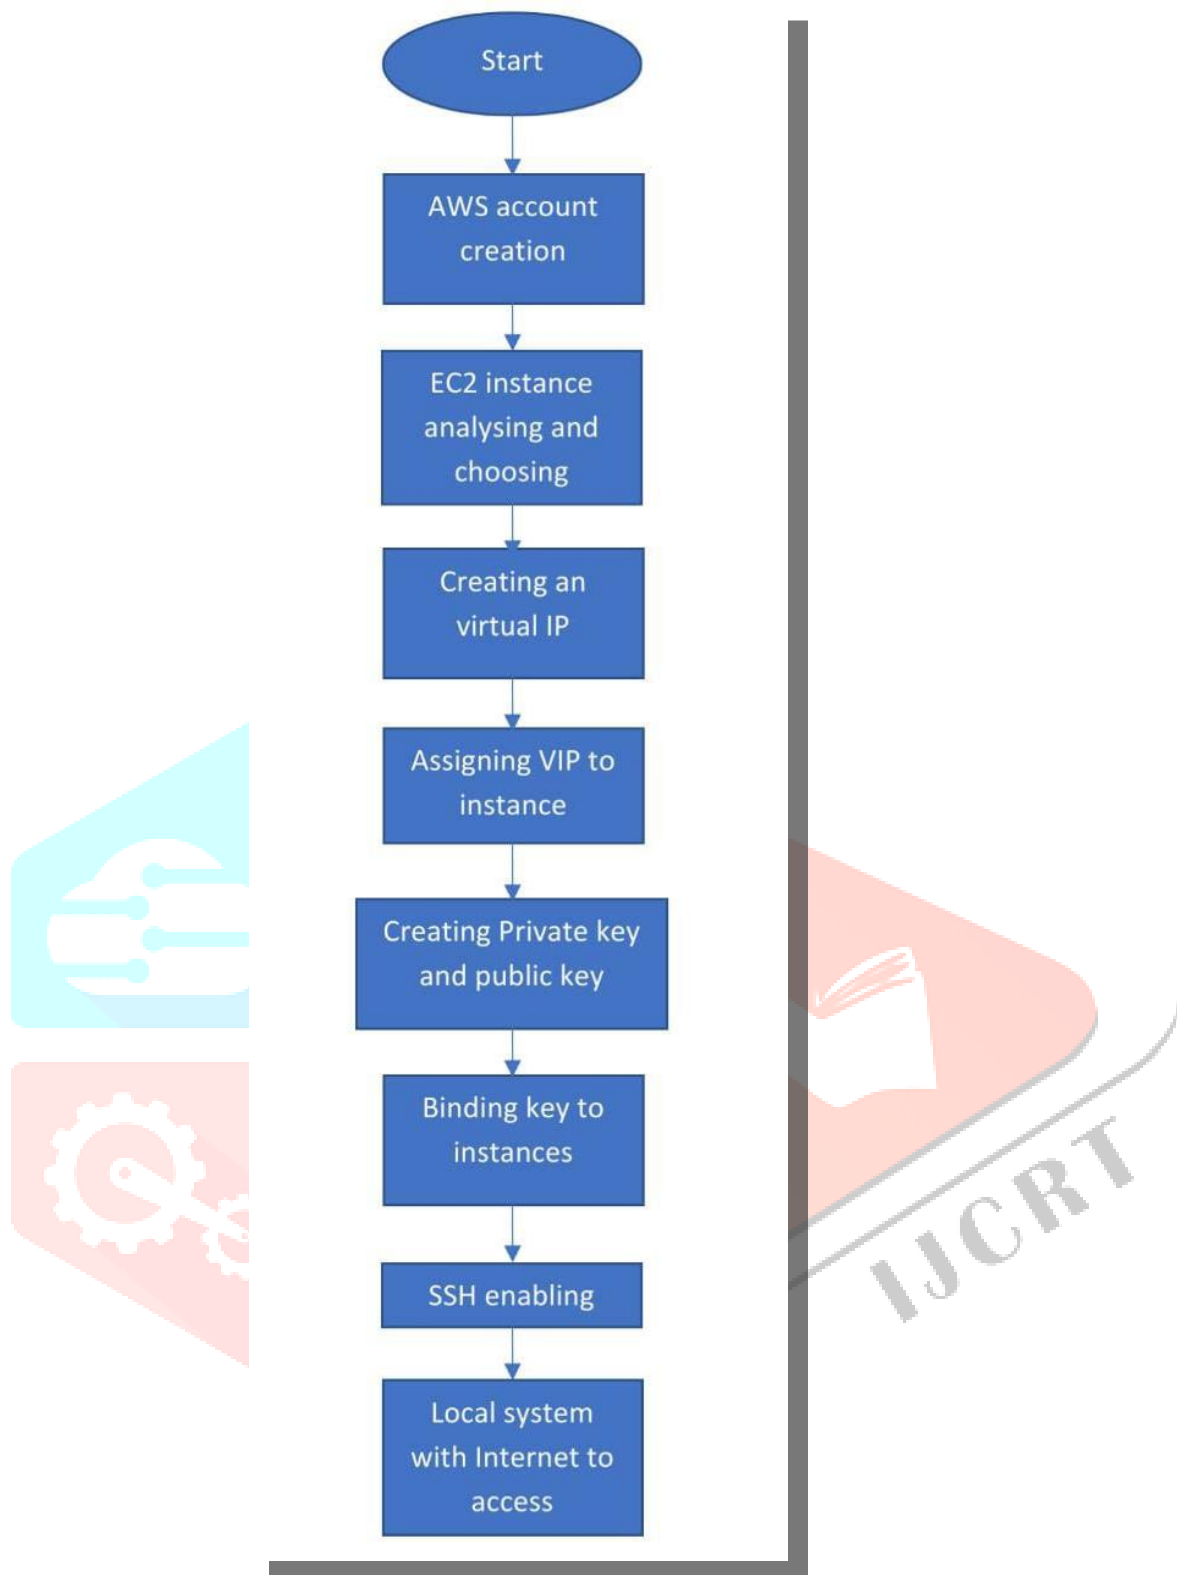 Start
AWS account
creation
EC2 instance
analysing and
choosing
Creating an
virtual IP
Assigning VIP to
instance
Creating Private key
and public key
Binding key to
instances
SSH enabling
Local system
with Internet to
access
IJCRT